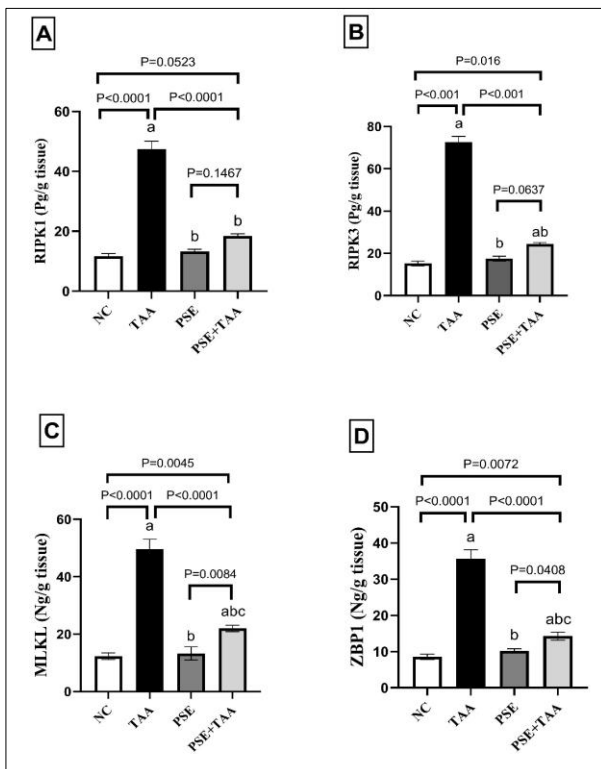 A
P=0.0523
P<0.0001 P<0.0001
a
P=0.1467
b b
RIPK1 (Pg/g tissue)
60
40
20
0
NC TAA PSE PSE+TAA
B
P=0.016
P<0.001 P<0.001
a
P=0.0637
b ab
RIPK3 (Pg/g tissue)
80
60
40
20
0
NC TAA PSE PSE+TAA
C
P=0.0045
P<0.0001 P<0.0001
a
P=0.0084
b abc
MLKL (Ng/g tissue)
60
40
20
0
NC TAA PSE PSE+TAA
D
P=0.0072
P<0.0001 P<0.0001
a
P=0.0408
b abc
ZBP1 (Ng/g tissue)
50
40
30
20
10
0
NC TAA PSE PSE+TAA